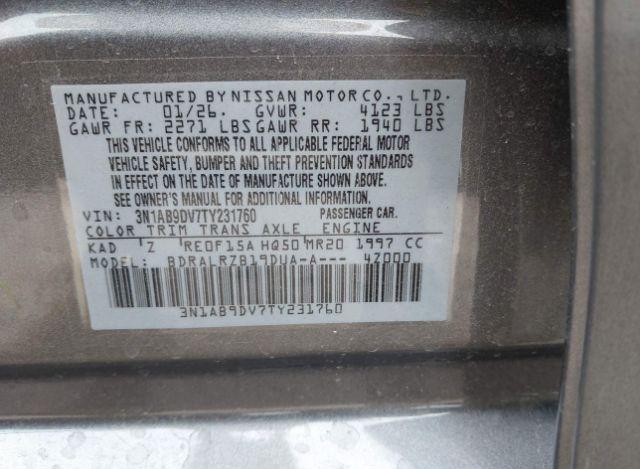 MANUFACTURED BY NISSAN MOTOR CO., LTD.
DATE: 01/26. GVWR: 4123 LBS
GAWR FR: 2271 LBS GAWR RR: 1940 LBS
THIS VEHICLE CONFORMS TO ALL APPLICABLE FEDERAL MOTOR
VEHICLE SAFETY, BUMPER AND THEFT PREVENTION STANDARDS
IN EFFECT ON THE DATE OF MANUFACTURE SHOWN ABOVE.
SEE OWNER'S MANUAL FOR ADDITIONAL INFORMATION.
VIN: 3N1AB9DV7TY231760 PASSENGER CAR.
COLOR TRIM TRANS AXLE ENGINE
KAD Z RE0F15A HQ50 MR20 1997 CC
MODEL: BDRALRZB19DUA-A--- 4Z000
3N1AB9DV7TY231760